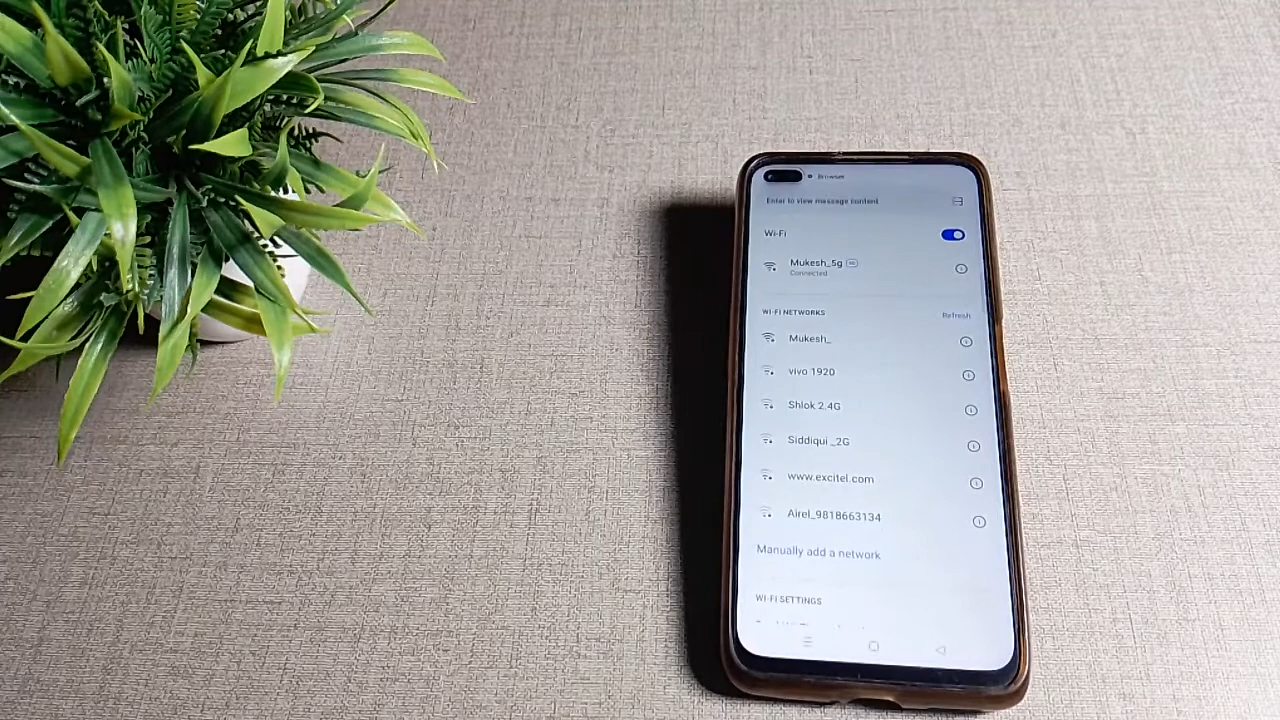 Browser
Enter to view message content
Wi-Fi
Mukesh_5g
Connected
WI-FI NETWORKS
Refresh
Mukesh_
vivo 1920
Shlok 2.4G
Siddiqui _2G
www.excitel.com
Airel_9818663134
Manually add a network
WI-FI SETTINGS